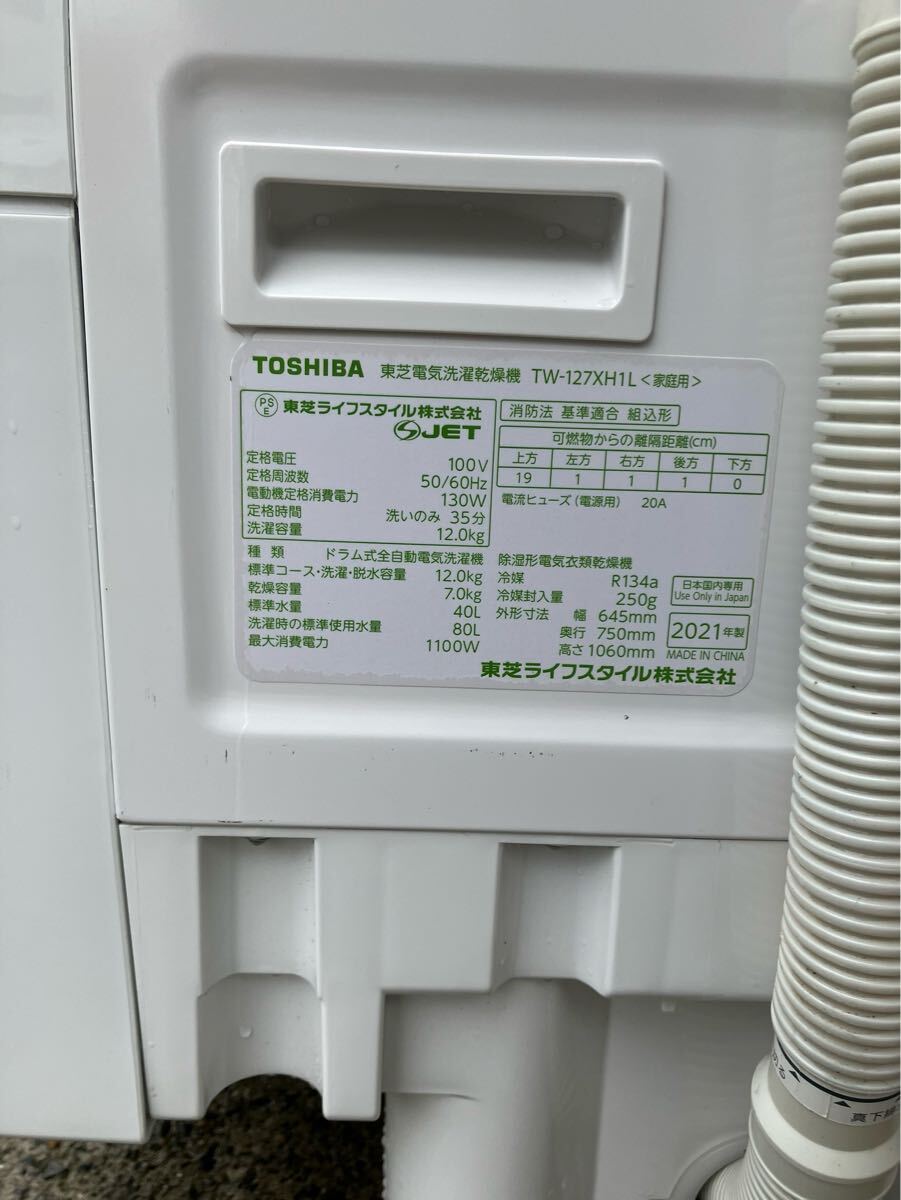 TOSHIBA 東芝電気洗濯乾燥機 TW-127XH1L<家庭用>
PSE 東芝ライフスタイル株式会社
JET
定格電圧 100V
定格周波数 50/60Hz
電動機定格消費電力 130W
定格時間 洗いのみ 35分
洗濯容量 12.0kg
消防法 基準適合 組込形
可燃物からの離隔距離(cm)
上方 左方 右方 後方 下方
19 1 1 1 0
電流ヒューズ(電源用) 20A
種類 ドラム式全自動電気洗濯機
標準コース・洗濯・脱水容量 12.0kg
乾燥容量 7.0kg
標準水量 40L
洗濯時の標準使用水量 80L
最大消費電力 1100W
除湿形電気衣類乾燥機
冷媒 R134a
冷媒封入量 250g
外形寸法 幅 645mm
奥行 750mm
高さ 1060mm
日本国内専用
Use Only in Japan
2021年製
MADE IN CHINA
東芝ライフスタイル株式会社
真下